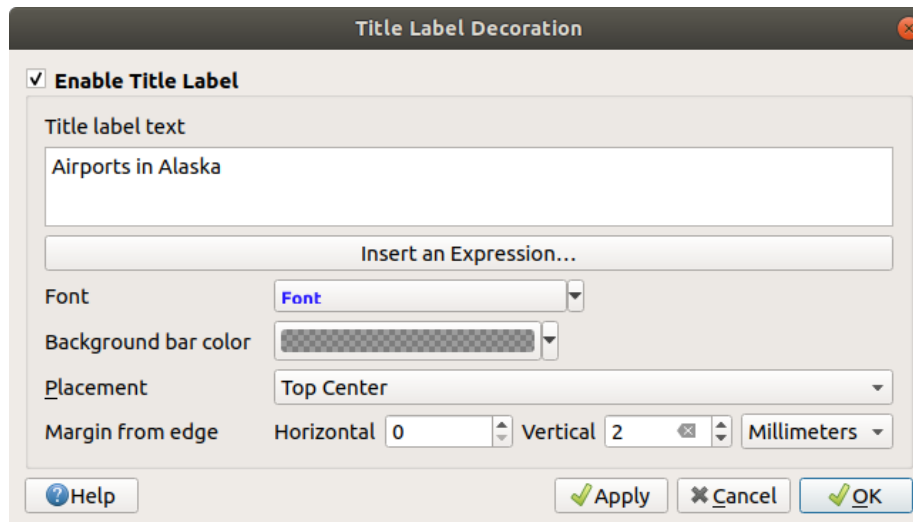 Title Label Decoration
Enable Title Label
Title label text
Airports in Alaska
Insert an Expression...
Font Font
Background bar color
Placement Top Center
Margin from edge Horizontal 0 Vertical 2 Millimeters
Help Apply Cancel OK